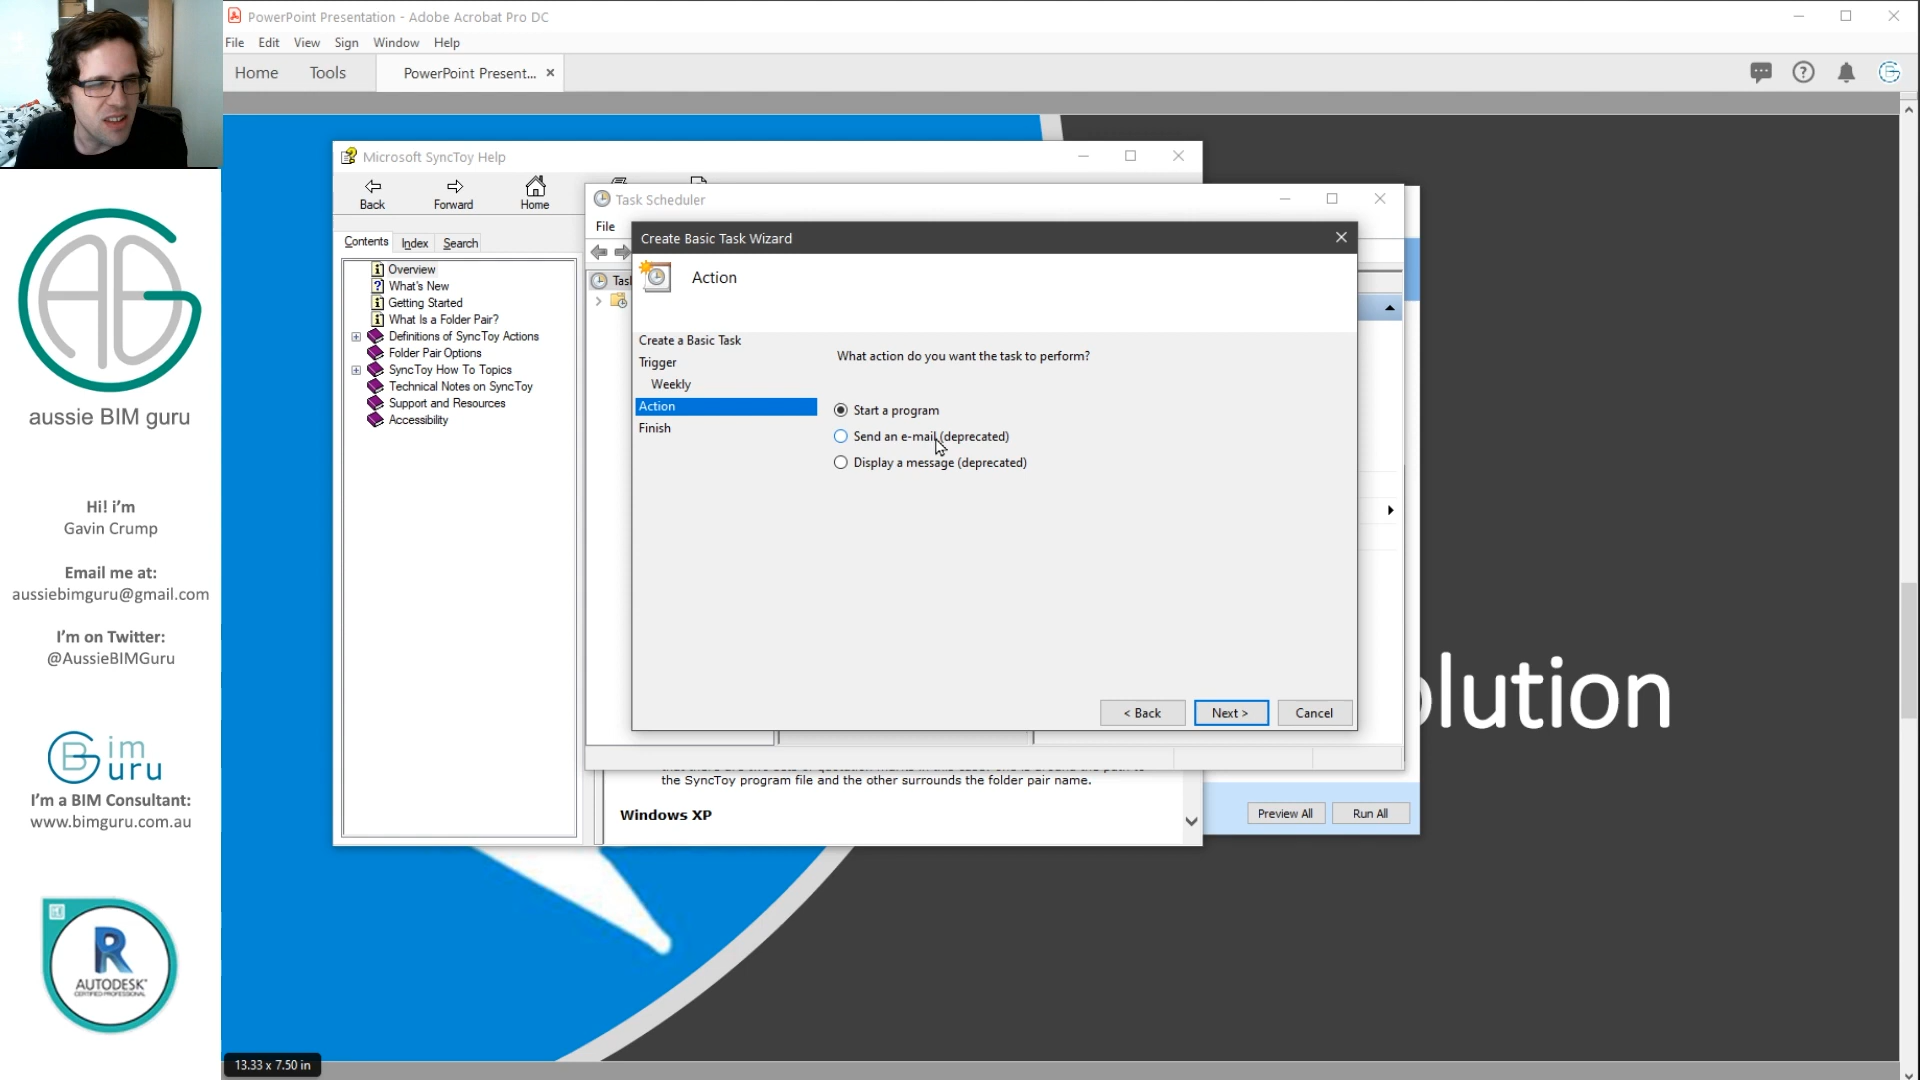 PowerPoint Presentation - Adobe Acrobat Pro DC
File Edit View Sign Window Help
Home Tools PowerPoint Present... ×
aussie BIM guru
Hi! i'm
Gavin Crump
Email me at:
aussiebimguru@gmail.com
I'm on Twitter:
@AussieBIMGuru
Bim
Guru
I'm a BIM Consultant:
www.bimguru.com.au
R
AUTODESK
CERTIFIED PROFESSIONAL
Microsoft SyncToy Help
Back Forward Home
Contents Index Search
Overview
What's New
Getting Started
What Is a Folder Pair?
Definitions of SyncToy Actions
Folder Pair Options
SyncToy How To Topics
Technical Notes on SyncToy
Support and Resources
Accessibility
Task Scheduler
File
Tas
Create Basic Task Wizard
Action
Create a Basic Task
Trigger
Weekly
Action
Finish
What action do you want the task to perform?
Start a program
Send an e-mail (deprecated)
Display a message (deprecated)
< Back Next > Cancel
the SyncToy program file and the other surrounds the folder pair name.
Windows XP
Preview All Run All
olution
13.33 x 7.50 in